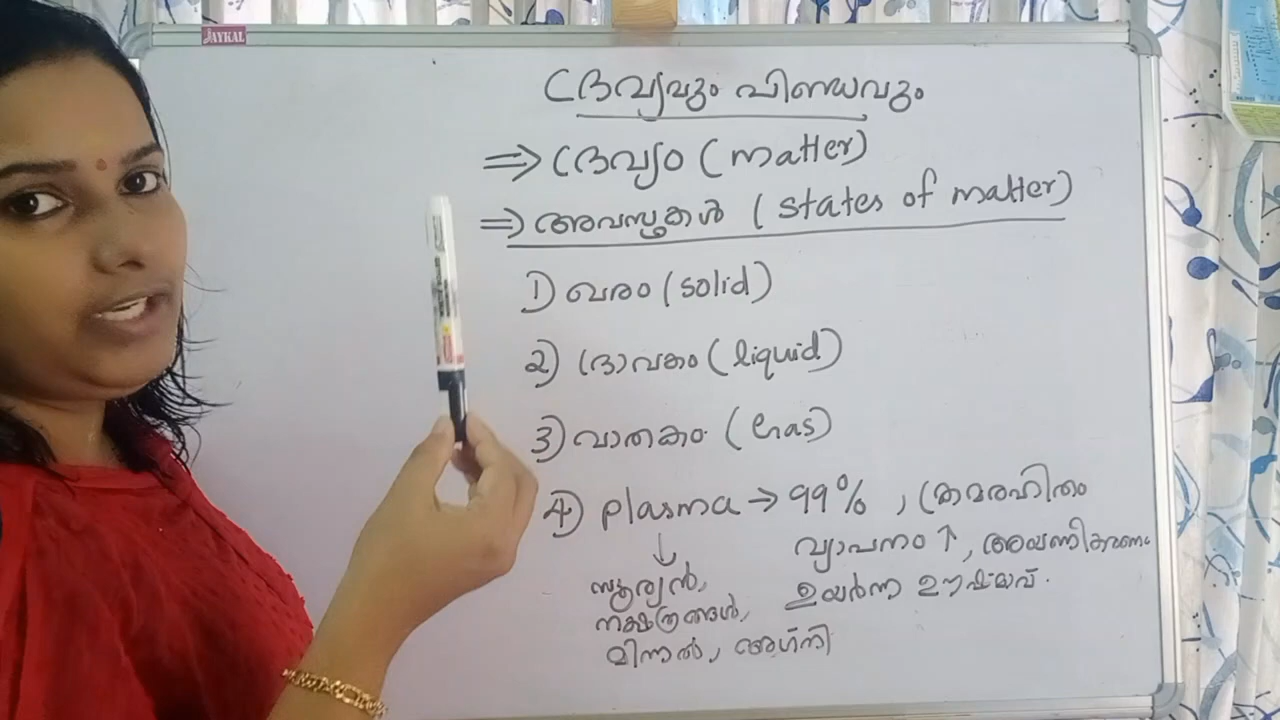 JAYKAL
ദ്രവ്യവും പിണ്ഡവും
⇒ ദ്രവ്യം (matter)
⇒ അവസ്ഥകൾ (states of matter)
1) ഖരം (solid)
2) ദ്രാവകം (liquid)
3) വാതകം (Gas)
4) plasma → 99% , ക്രമരഹിതം
വ്യാപനം ↑, അയണീകരണം
ഉയർന്ന ഊഷ്മാവ്.
↓
സൂര്യൻ,
നക്ഷത്രങ്ങൾ,
മിന്നൽ, അഗ്നി